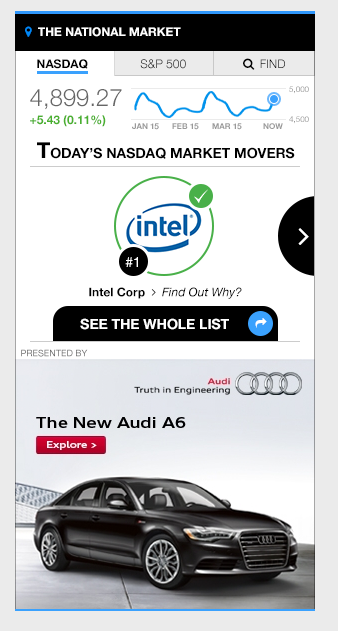 THE NATIONAL MARKET
NASDAQ S&P 500 FIND
4,899.27
+5.43 (0.11%)
5,000
4,500
JAN 15 FEB 15 MAR 15 NOW
TODAY'S NASDAQ MARKET MOVERS
intel
#1
Intel Corp > Find Out Why?
SEE THE WHOLE LIST
PRESENTED BY
Audi
Truth in Engineering
The New Audi A6
Explore >